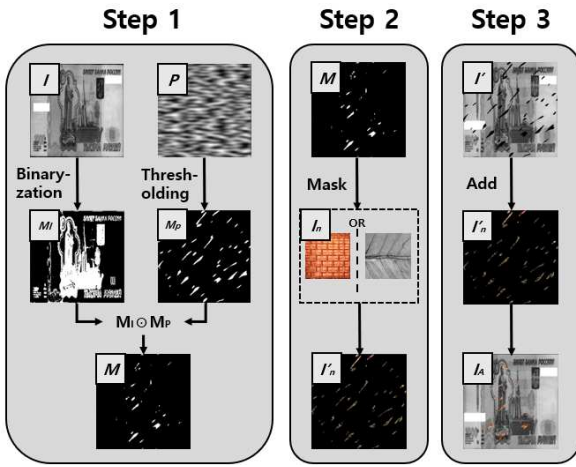 Step 1
Step 2
Step 3
I
P
Binary-
zation
Thresh-
olding
MI
MP
MI ⊙ MP
M
M
Mask
In
OR
I'n
I'
Add
I'n
IA